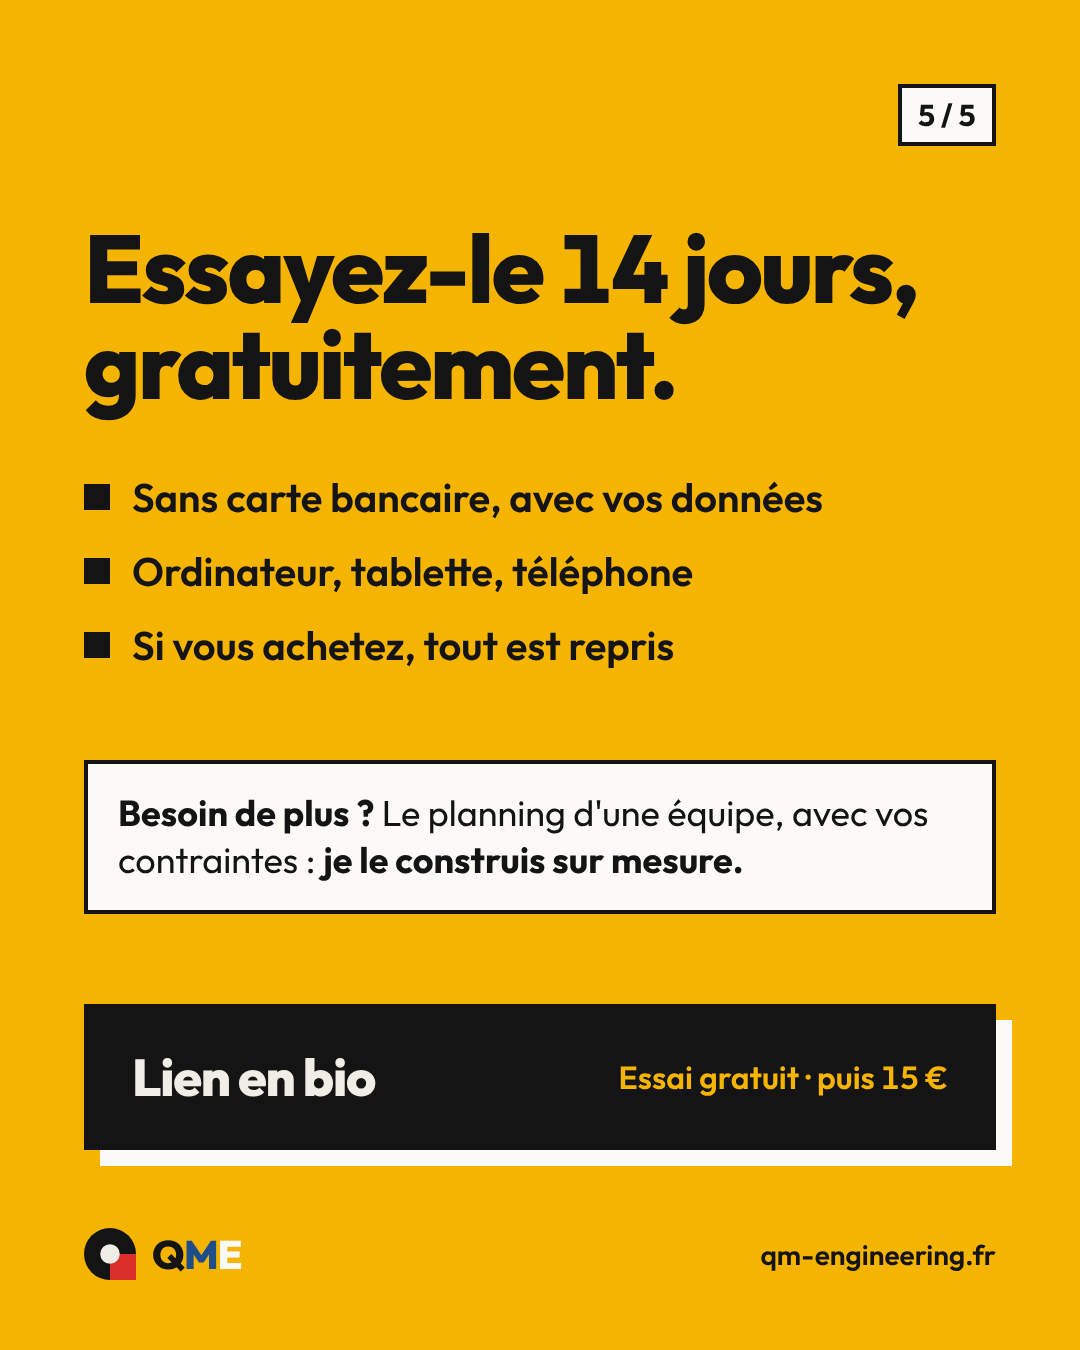 5 / 5
Essayez-le 14 jours,
gratuitement.
Sans carte bancaire, avec vos données
Ordinateur, tablette, téléphone
Si vous achetez, tout est repris
Besoin de plus ? Le planning d'une équipe, avec vos
contraintes : je le construis sur mesure.
Lien en bio
Essai gratuit · puis 15 €
QME
qm-engineering.fr